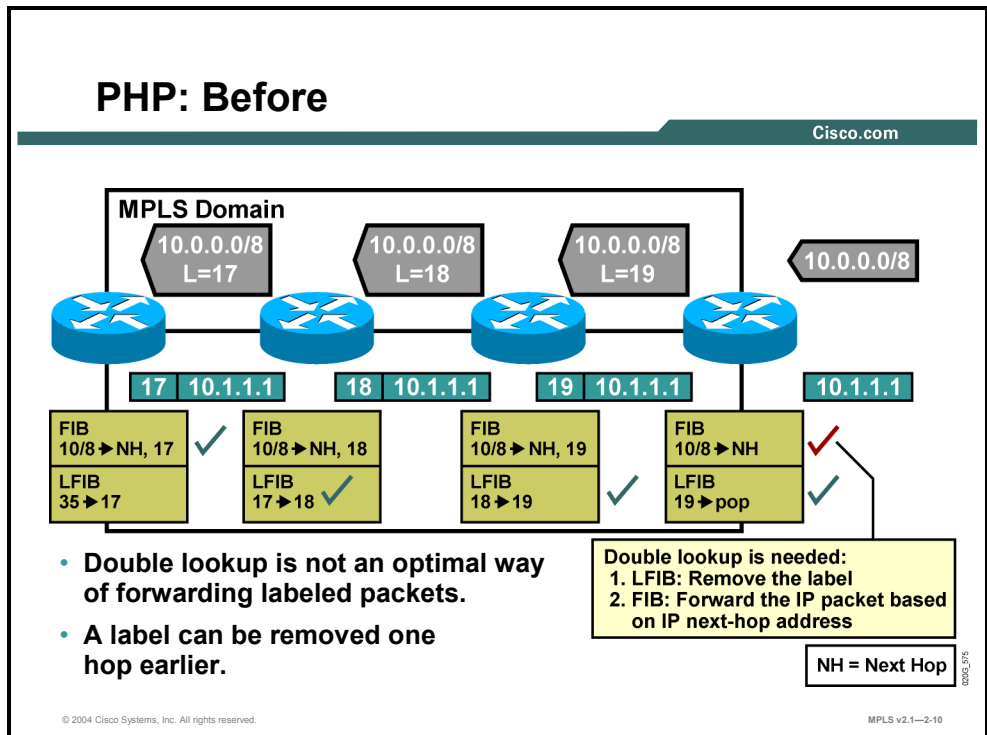 PHP: Before
Cisco.com
MPLS Domain
10.0.0.0/8
L=17
10.0.0.0/8
L=18
10.0.0.0/8
L=19
10.0.0.0/8
17 10.1.1.1
18 10.1.1.1
19 10.1.1.1
10.1.1.1
FIB
10/8➔NH, 17
LFIB
35➔17
FIB
10/8➔NH, 18
LFIB
17➔18
FIB
10/8➔NH, 19
LFIB
18➔19
FIB
10/8➔NH
LFIB
19➔pop
• Double lookup is not an optimal way
of forwarding labeled packets.
• A label can be removed one
hop earlier.
Double lookup is needed:
1. LFIB: Remove the label
2. FIB: Forward the IP packet based
on IP next-hop address
NH = Next Hop
020G_575
© 2004 Cisco Systems, Inc. All rights reserved.
MPLS v2.1—2-10